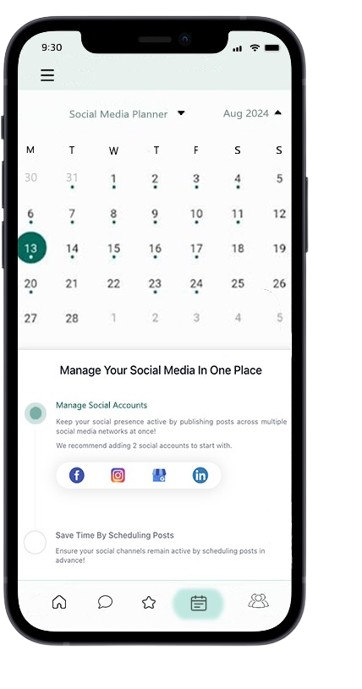 9:30
Social Media Planner Aug 2024
M T W T F S S
30 31 1 2 3 4 5
6 7 8 9 10 11 12
13 14 15 16 17 18 19
20 21 22 23 24 25 26
27 28 1 2 3 4 5
Manage Your Social Media In One Place
Manage Social Accounts
Keep your social presence active by publishing posts across multiple
social media networks at once!
We recommend adding 2 social accounts to start with.
Save Time By Scheduling Posts
Ensure your social channels remain active by scheduling posts in
advance!